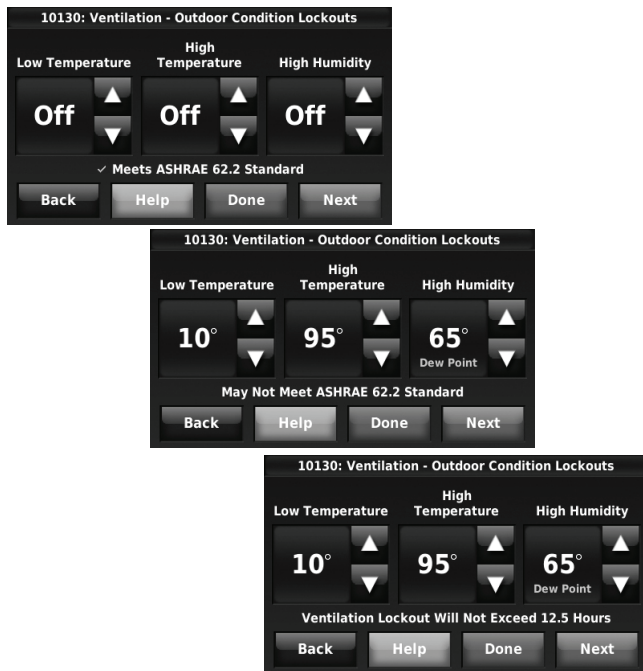 10130: Ventilation - Outdoor Condition Lockouts
Low Temperature
High
Temperature
High Humidity
Off
Off
Off
✓ Meets ASHRAE 62.2 Standard
Back
Help
Done
Next
10130: Ventilation - Outdoor Condition Lockouts
Low Temperature
High
Temperature
High Humidity
10°
95°
65°
Dew Point
May Not Meet ASHRAE 62.2 Standard
Back
Help
Done
Next
10130: Ventilation - Outdoor Condition Lockouts
Low Temperature
High
Temperature
High Humidity
10°
95°
65°
Dew Point
Ventilation Lockout Will Not Exceed 12.5 Hours
Back
Help
Done
Next